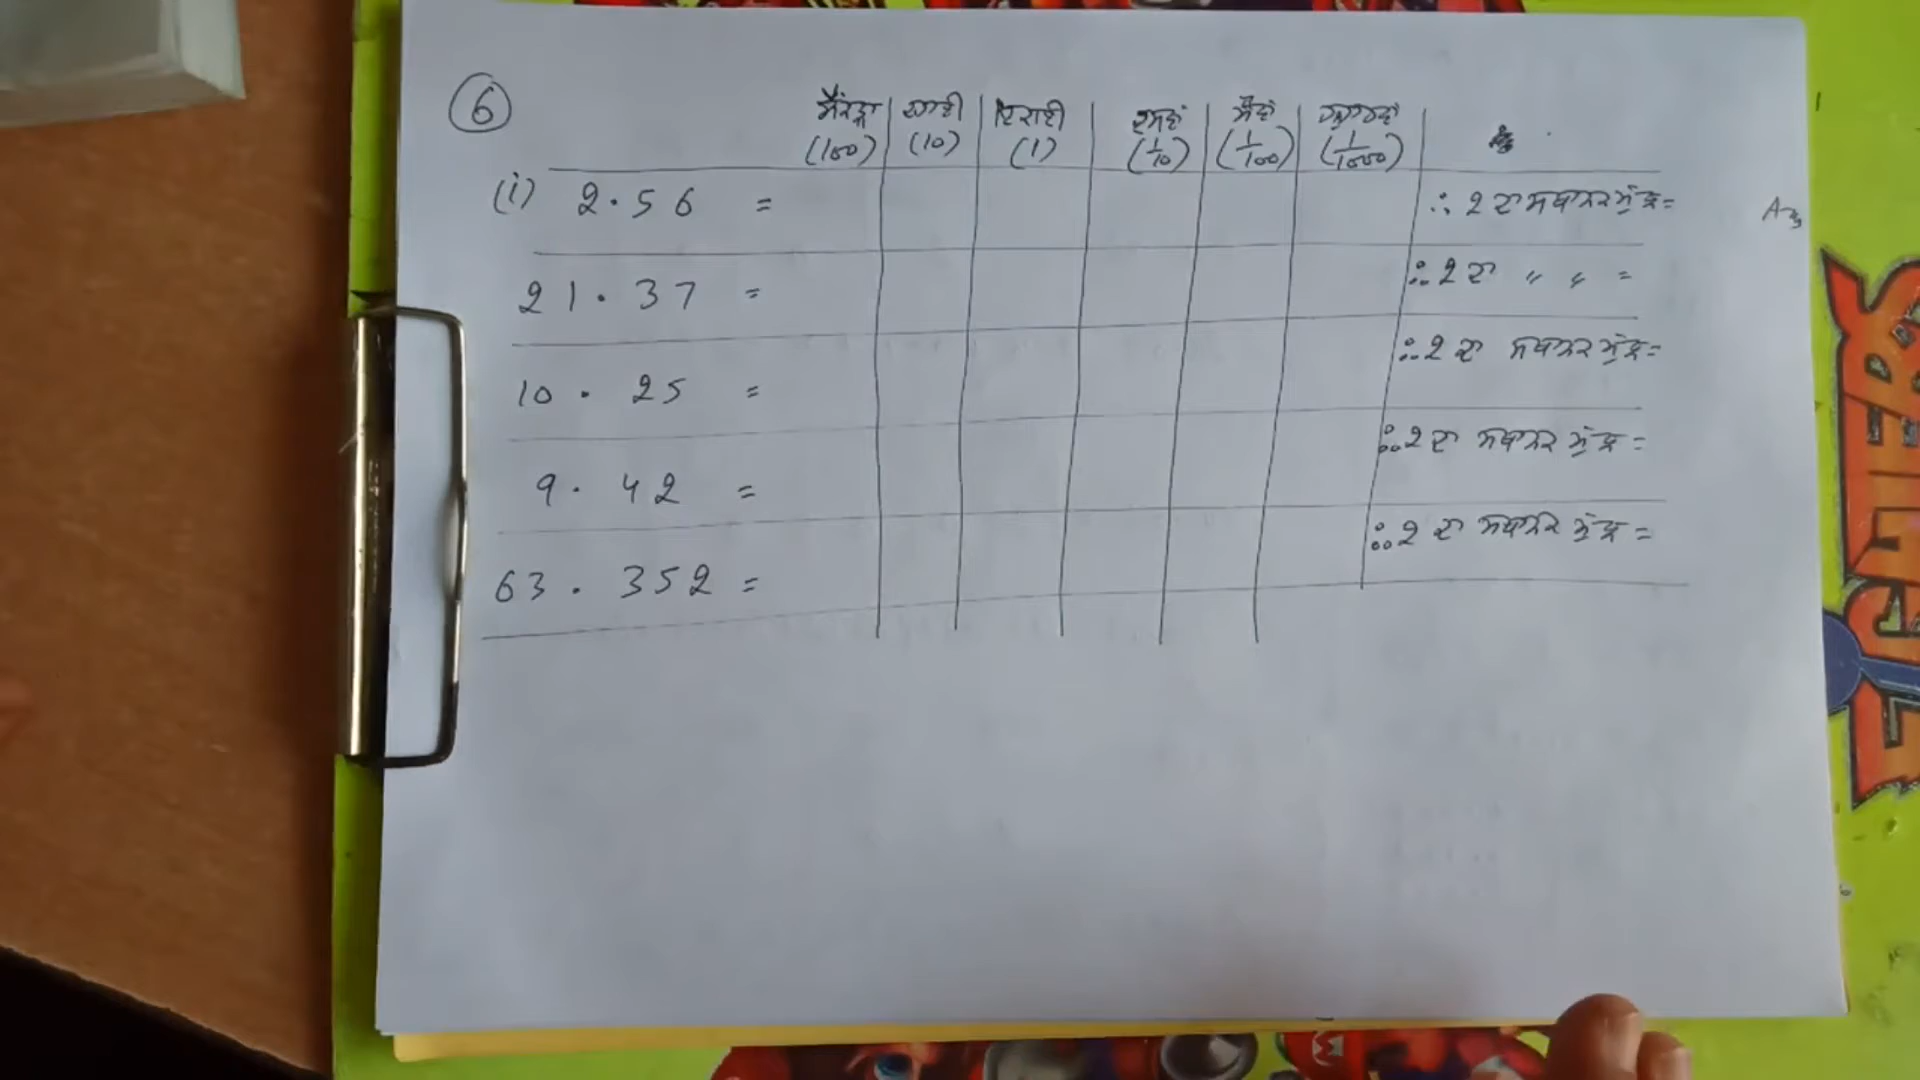 6
ਸੈਂਕੜਾ ਦਹਾਈ ਇਕਾਈ ਦਸਵਾਂ ਸੌਵਾਂ ਹਜ਼ਾਰਵਾਂ
(100) (10) (1) (1/10) (1/100) (1/1000)
(i) 2.56 = ∴ 2 ਦਾ ਸਥਾਨਕ ਮੁੱਲ = Ans
21.37 = ∴ 2 ਦਾ " " =
10.25 = ∴ 2 ਦਾ ਸਥਾਨਕ ਮੁੱਲ =
9.42 = ∴ 2 ਦਾ ਸਥਾਨਕ ਮੁੱਲ =
63.352 = ∴ 2 ਦਾ ਸਥਾਨਕ ਮੁੱਲ =